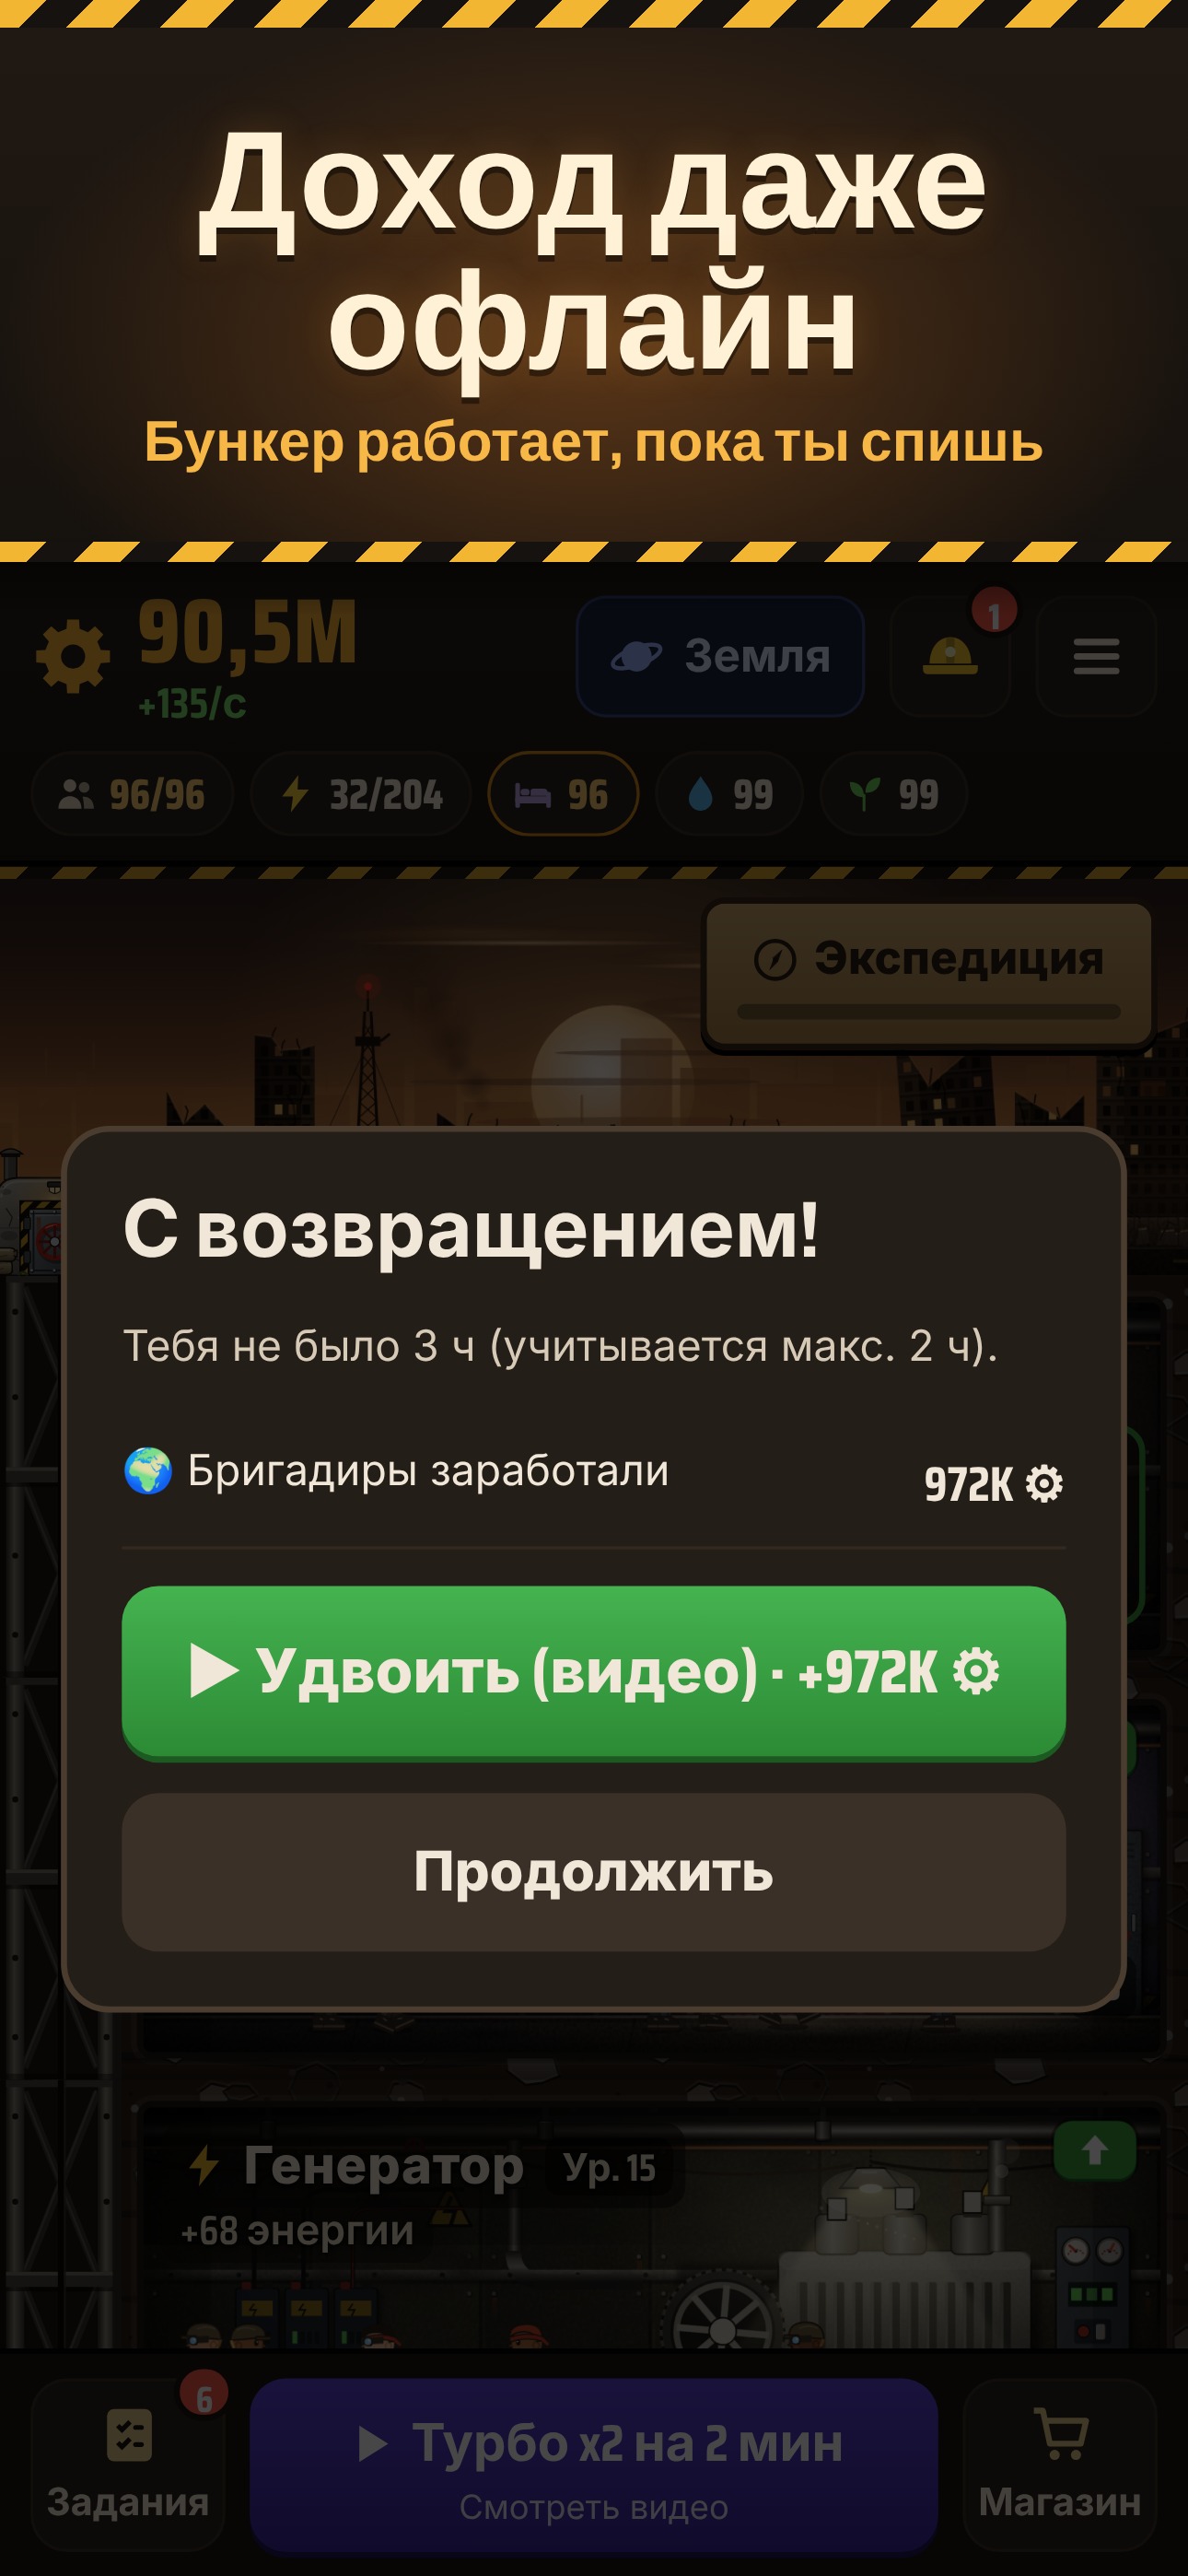 Доход даже
офлайн
Бункер работает, пока ты спишь
90,5M
+135/с
Земля
1
96/96
32/204
96
99
99
Экспедиция
С возвращением!
Тебя не было 3 ч (учитывается макс. 2 ч).
Бригадиры заработали
972K
Удвоить (видео) · +972K
Продолжить
Генератор
Ур. 15
+68 энергии
6
Задания
Турбо x2 на 2 мин
Смотреть видео
Магазин